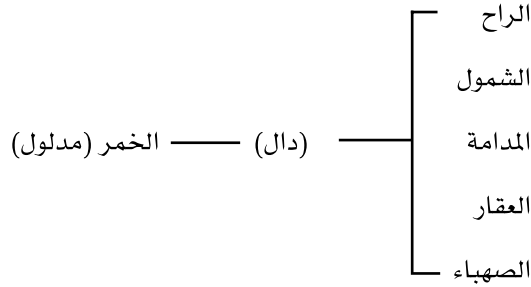 الراح
الشمول
المدامة
(دال) الخمر (مدلول)
العقار
الصهباء